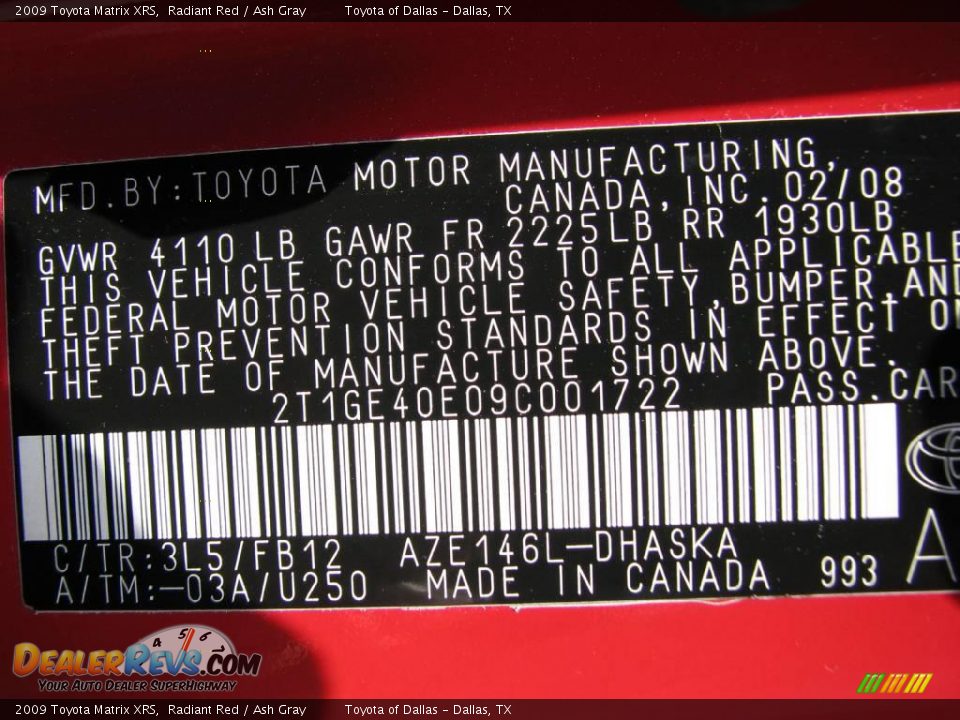 2009 Toyota Matrix XRS, Radiant Red / Ash Gray Toyota of Dallas - Dallas, TX
MFD.BY:TOYOTA MOTOR MANUFACTURING,
CANADA,INC.02/08
GVWR 4110 LB GAWR FR 2225LB RR 1930LB
THIS VEHICLE CONFORMS TO ALL APPLICABLE
FEDERAL MOTOR VEHICLE SAFETY,BUMPER,AND
THEFT PREVENTION STANDARDS IN EFFECT ON
THE DATE OF MANUFACTURE SHOWN ABOVE.
2T1GE40E09C001722 PASS.CAR
C/TR:3L5/FB12 AZE146L-DHASKA
A/TM:-03A/U250 MADE IN CANADA 993 A
4 5 6
DEALERREVS.COM
YOUR AUTO DEALER SUPERHIGHWAY
2009 Toyota Matrix XRS, Radiant Red / Ash Gray Toyota of Dallas - Dallas, TX